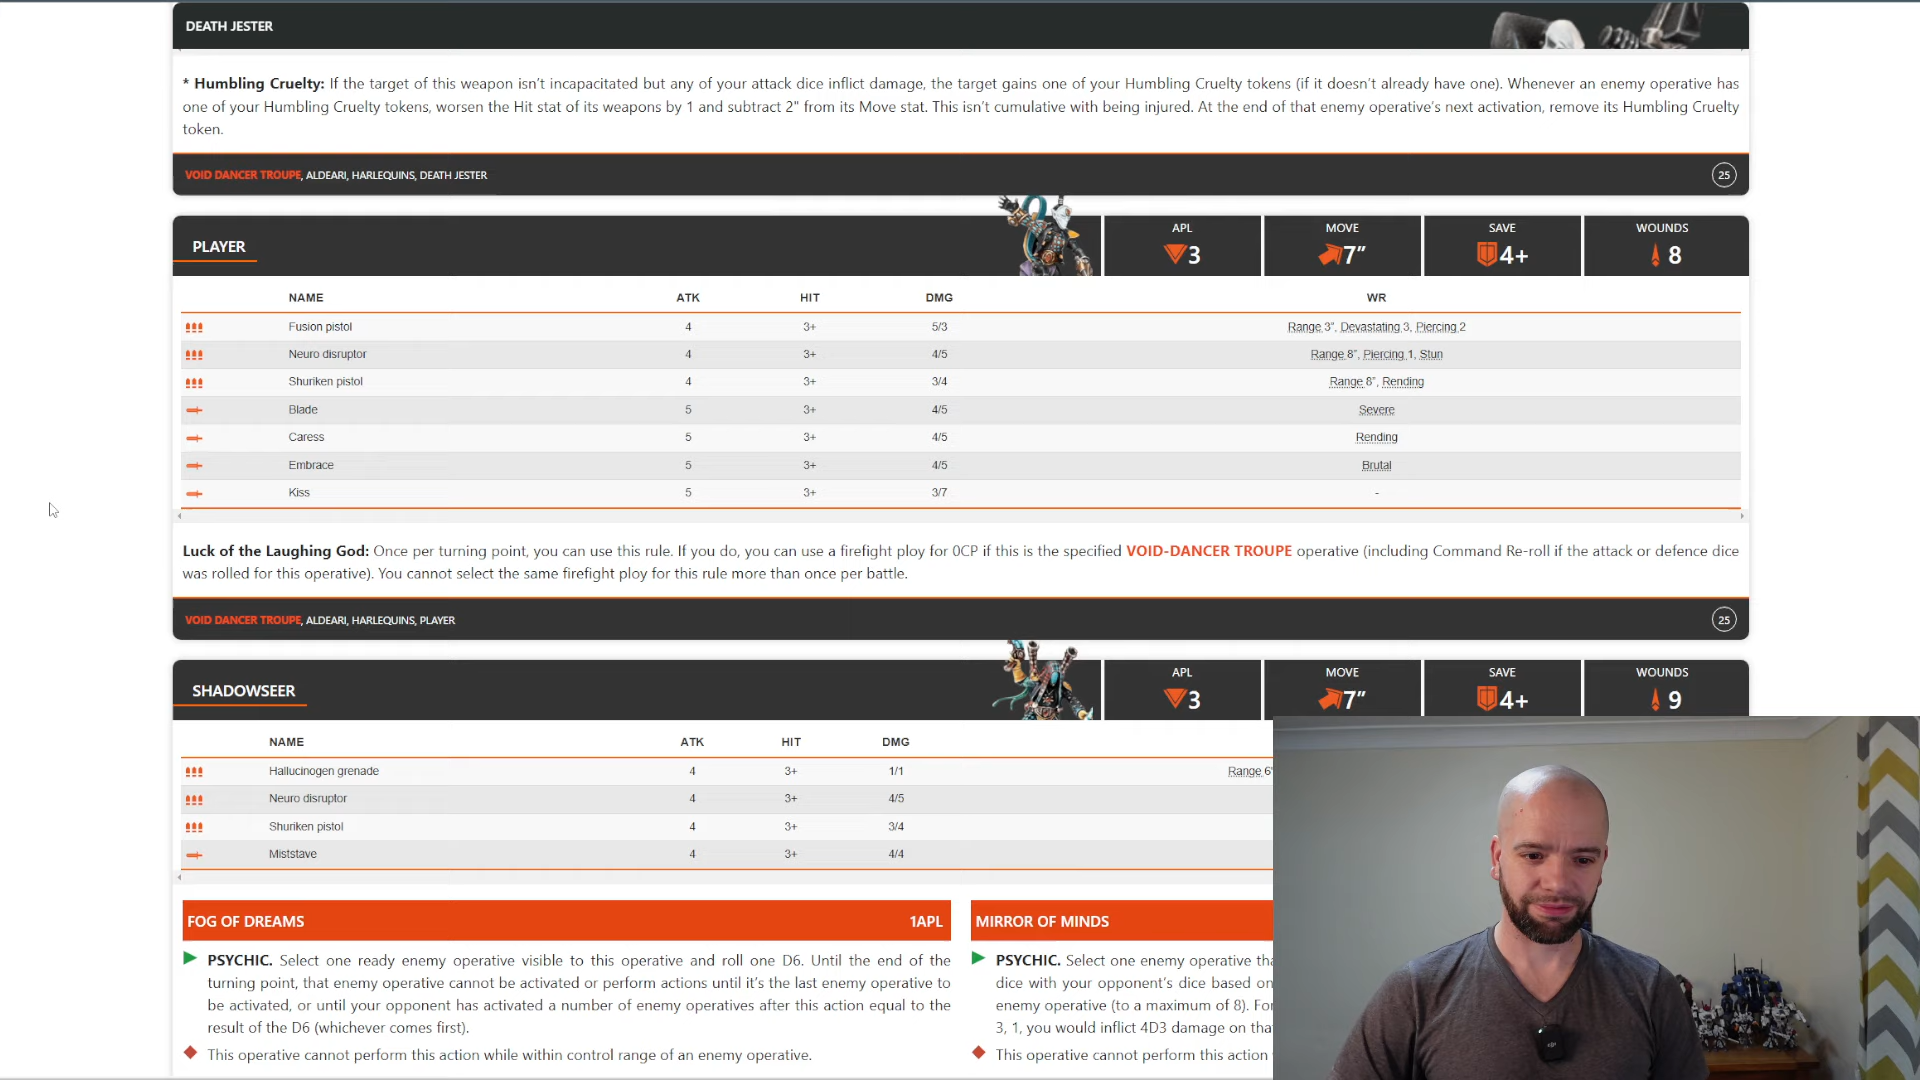 DEATH JESTER
* Humbling Cruelty: If the target of this weapon isn't incapacitated but any of your attack dice inflict damage, the target gains one of your Humbling Cruelty tokens (if it doesn't already have one). Whenever an enemy operative has
one of your Humbling Cruelty tokens, worsen the Hit stat of its weapons by 1 and subtract 2" from its Move stat. This isn't cumulative with being injured. At the end of that enemy operative's next activation, remove its Humbling Cruelty
token.
VOID DANCER TROUPE, ALDEARI, HARLEQUINS, DEATH JESTER 25
PLAYER
APL MOVE SAVE WOUNDS
3 7" 4+ 8
NAME ATK HIT DMG WR
Fusion pistol 4 3+ 5/3 Range 3", Devastating 3, Piercing 2
Neuro disruptor 4 3+ 4/5 Range 8", Piercing 1, Stun
Shuriken pistol 4 3+ 3/4 Range 8", Rending
Blade 5 3+ 4/5 Severe
Caress 5 3+ 4/5 Rending
Embrace 5 3+ 4/5 Brutal
Kiss 5 3+ 3/7 -
Luck of the Laughing God: Once per turning point, you can use this rule. If you do, you can use a firefight ploy for 0CP if this is the specified VOID-DANCER TROUPE operative (including Command Re-roll if the attack or defence dice
was rolled for this operative). You cannot select the same firefight ploy for this rule more than once per battle.
VOID DANCER TROUPE, ALDEARI, HARLEQUINS, PLAYER 25
SHADOWSEER
APL MOVE SAVE WOUNDS
3 7" 4+ 9
NAME ATK HIT DMG
Hallucinogen grenade 4 3+ 1/1 Range 6"
Neuro disruptor 4 3+ 4/5
Shuriken pistol 4 3+ 3/4
Miststave 4 3+ 4/4
FOG OF DREAMS 1APL
PSYCHIC. Select one ready enemy operative visible to this operative and roll one D6. Until the end of the
turning point, that enemy operative cannot be activated or perform actions until it's the last enemy operative to
be activated, or until your opponent has activated a number of enemy operatives after this action equal to the
result of the D6 (whichever comes first).
This operative cannot perform this action while within control range of an enemy operative.
MIRROR OF MINDS
PSYCHIC. Select one enemy operative
dice with your opponent's dice based on
enemy operative (to a maximum of 8). For
3, 1, you would inflict 4D3 damage on
This operative cannot perform this action